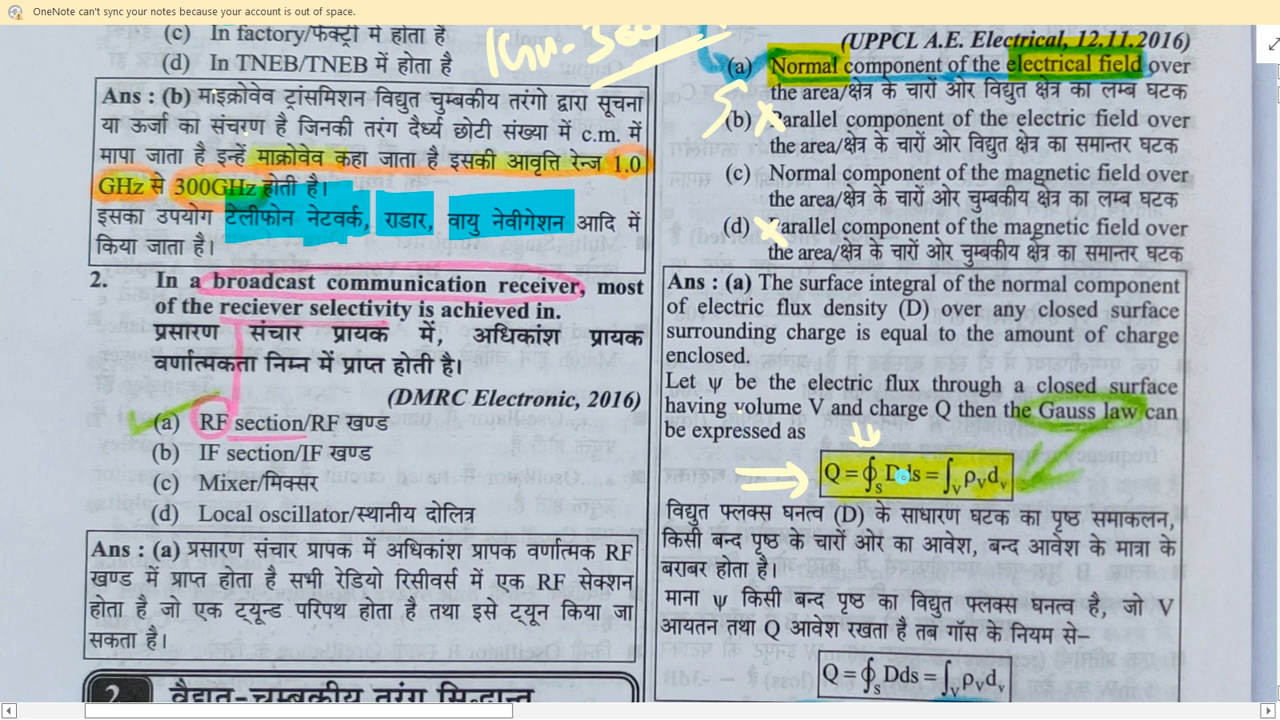 OneNote can't sync your notes because your account is out of space.
(c) In factory/फैक्ट्री में होता है
(d) In TNEB/TNEB में होता है
Ans : (b) माइक्रोवेव ट्रांसमिशन विद्युत चुम्बकीय तरंगो द्वारा सूचना
या ऊर्जा का संचरण है जिनकी तरंग दैर्ध्य छोटी संख्या में c.m. में
मापा जाता है इन्हें माक्रोवेव कहा जाता है इसकी आवृत्ति रेन्ज 1.0
GHz से 300GHz होती है।
इसका उपयोग टेलीफोन नेटवर्क, राडार, वायु नेवीगेशन आदि में
किया जाता है।
2. In a broadcast communication receiver, most
of the reciever selectivity is achieved in.
प्रसारण संचार प्रायक में, अधिकांश प्रायक
वर्णात्मकता निम्न में प्राप्त होती है।
(DMRC Electronic, 2016)
(a) RF section/RF खण्ड
(b) IF section/IF खण्ड
(c) Mixer/मिक्सर
(d) Local oscillator/स्थानीय दोलित्र
Ans : (a) प्रसारण संचार प्रापक में अधिकांश प्रापक वर्णात्मक RF
खण्ड में प्राप्त होता है सभी रेडियो रिसीवर्स में एक RF सेक्शन
होता है जो एक ट्यून्ड परिपथ होता है तथा इसे ट्यून किया जा
सकता है।
2. वैद्युत-चुम्बकीय तरंग सिद्धान्त
(UPPCL A.E. Electrical, 12.11.2016)
(a) Normal component of the electrical field over
the area/क्षेत्र के चारों ओर विद्युत क्षेत्र का लम्ब घटक
(b) Parallel component of the electric field over
the area/क्षेत्र के चारों ओर विद्युत क्षेत्र का समान्तर घटक
(c) Normal component of the magnetic field over
the area/क्षेत्र के चारों ओर चुम्बकीय क्षेत्र का लम्ब घटक
(d) Parallel component of the magnetic field over
the area/क्षेत्र के चारों ओर चुम्बकीय क्षेत्र का समान्तर घटक
Ans : (a) The surface integral of the normal component
of electric flux density (D) over any closed surface
surrounding charge is equal to the amount of charge
enclosed.
Let ψ be the electric flux through a closed surface
having volume V and charge Q then the Gauss law can
be expressed as
Q = ∮ₛ Dds = ∫ᵥ ρᵥdᵥ
विद्युत फ्लक्स घनत्व (D) के साधारण घटक का पृष्ठ समाकलन,
किसी बन्द पृष्ठ के चारों ओर का आवेश, बन्द आवेश के मात्रा के
बराबर होता है।
माना ψ किसी बन्द पृष्ठ का विद्युत फ्लक्स घनत्व है, जो V
आयतन तथा Q आवेश रखता है तब गॉस के नियम से–
Q = ∮ₛ Dds = ∫ᵥ ρᵥdᵥ